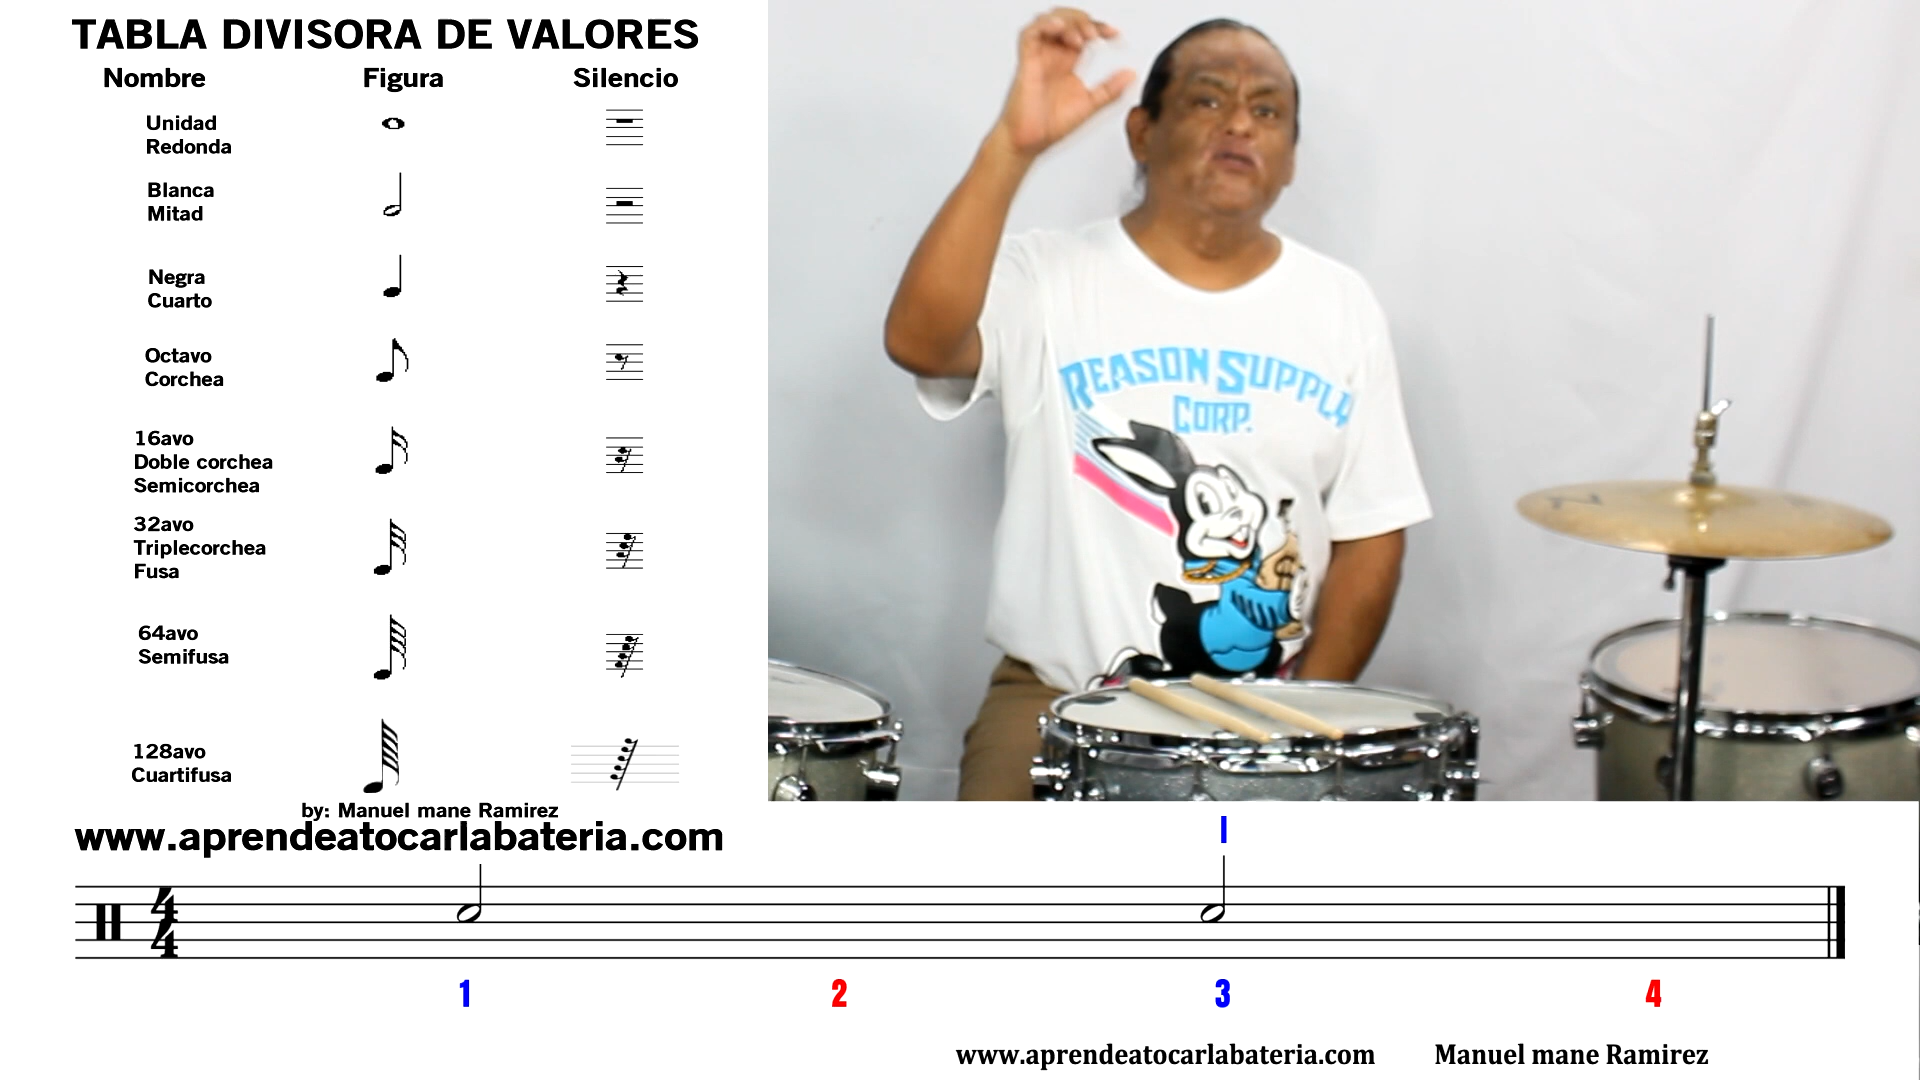 TABLA DIVISORA DE VALORES
Nombre Figura Silencio
Unidad
Redonda
Blanca
Mitad
Negra
Cuarto
Octavo
Corchea
16avo
Doble corchea
Semicorchea
32avo
Triplecorchea
Fusa
64avo
Semifusa
128avo
Cuartifusa
by: Manuel mane Ramirez
www.aprendeatocarlabateria.com
REASON SUPPLY
CORP.
$
I
4
4
1 2 3 4
www.aprendeatocarlabateria.com Manuel mane Ramirez